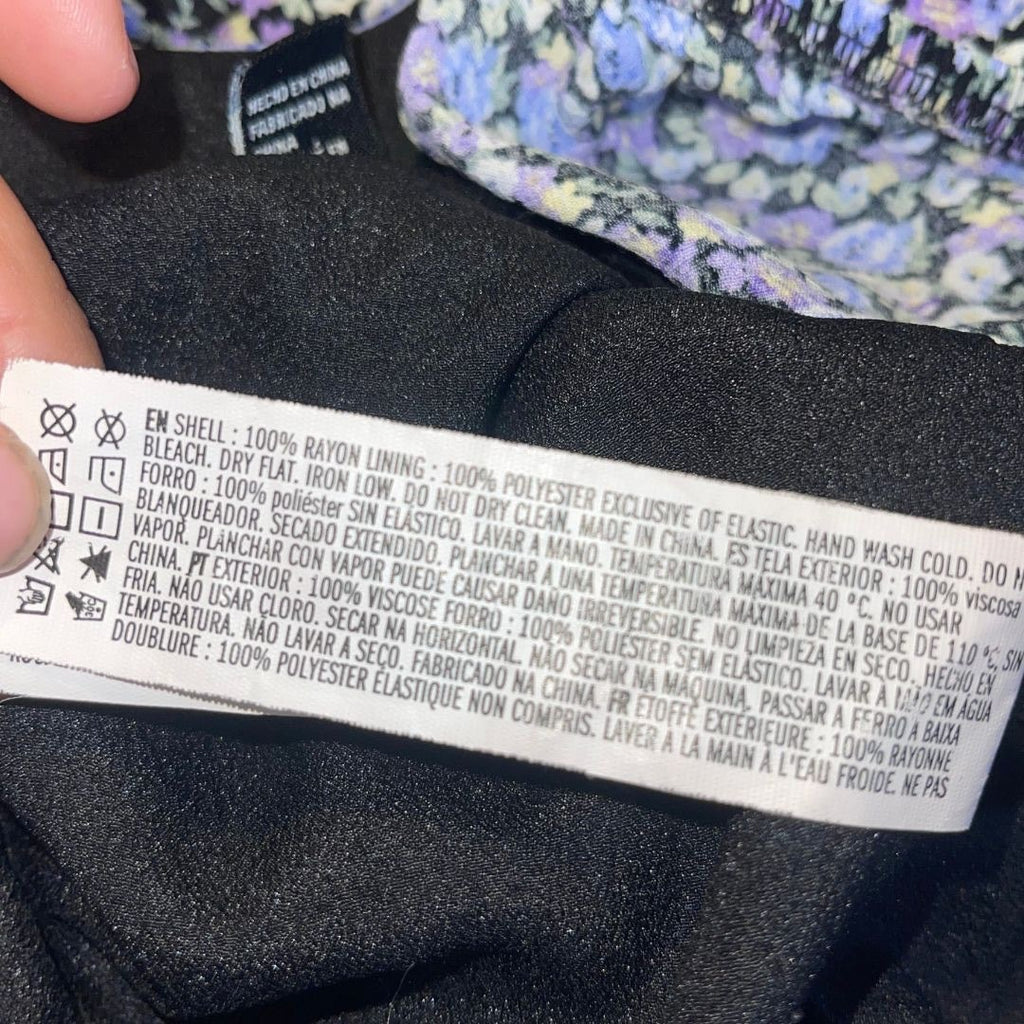 HECHO EN CHINA
FABRICADO NA
EN SHELL : 100% RAYON LINING : 100% POLYESTER EXCLUSIVE OF ELASTIC. HAND WASH COLD. DO
BLEACH. DRY FLAT. IRON LOW. DO NOT DRY CLEAN. MADE IN CHINA. ES TELA EXTERIOR : 100% viscosa
FORRO : 100% poliéster SIN ELÁSTICO. LAVAR A MANO. TEMPERATURA MÁXIMA 40 °C. NO USAR
BLANQUEADOR. SECADO EXTENDIDO. PLANCHAR A UNA TEMPERATURA MÁXIMA DE LA BASE DE 110 °C, SIN
VAPOR. PLANCHAR CON VAPOR PUEDE CAUSAR DAÑO IRREVERSIBLE. NO LIMPIEZA EN SECO. HECHO EN
CHINA. PT EXTERIOR : 100% VISCOSE FORRO : 100% POLIÉSTER SEM ELÁSTICO. LAVAR À MÃO EM ÁGUA
FRIA. NÃO USAR CLORO. SECAR NA HORIZONTAL. NÃO SECAR NA MÁQUINA. PASSAR A FERRO A BAIXA
TEMPERATURA. NÃO LAVAR A SECO. FABRICADO NA CHINA. FR ÉTOFFE EXTÉRIEURE : 100% RAYONNE
DOUBLURE : 100% POLYESTER ÉLASTIQUE NON COMPRIS. LAVER À LA MAIN À L'EAU FROIDE. NE PAS